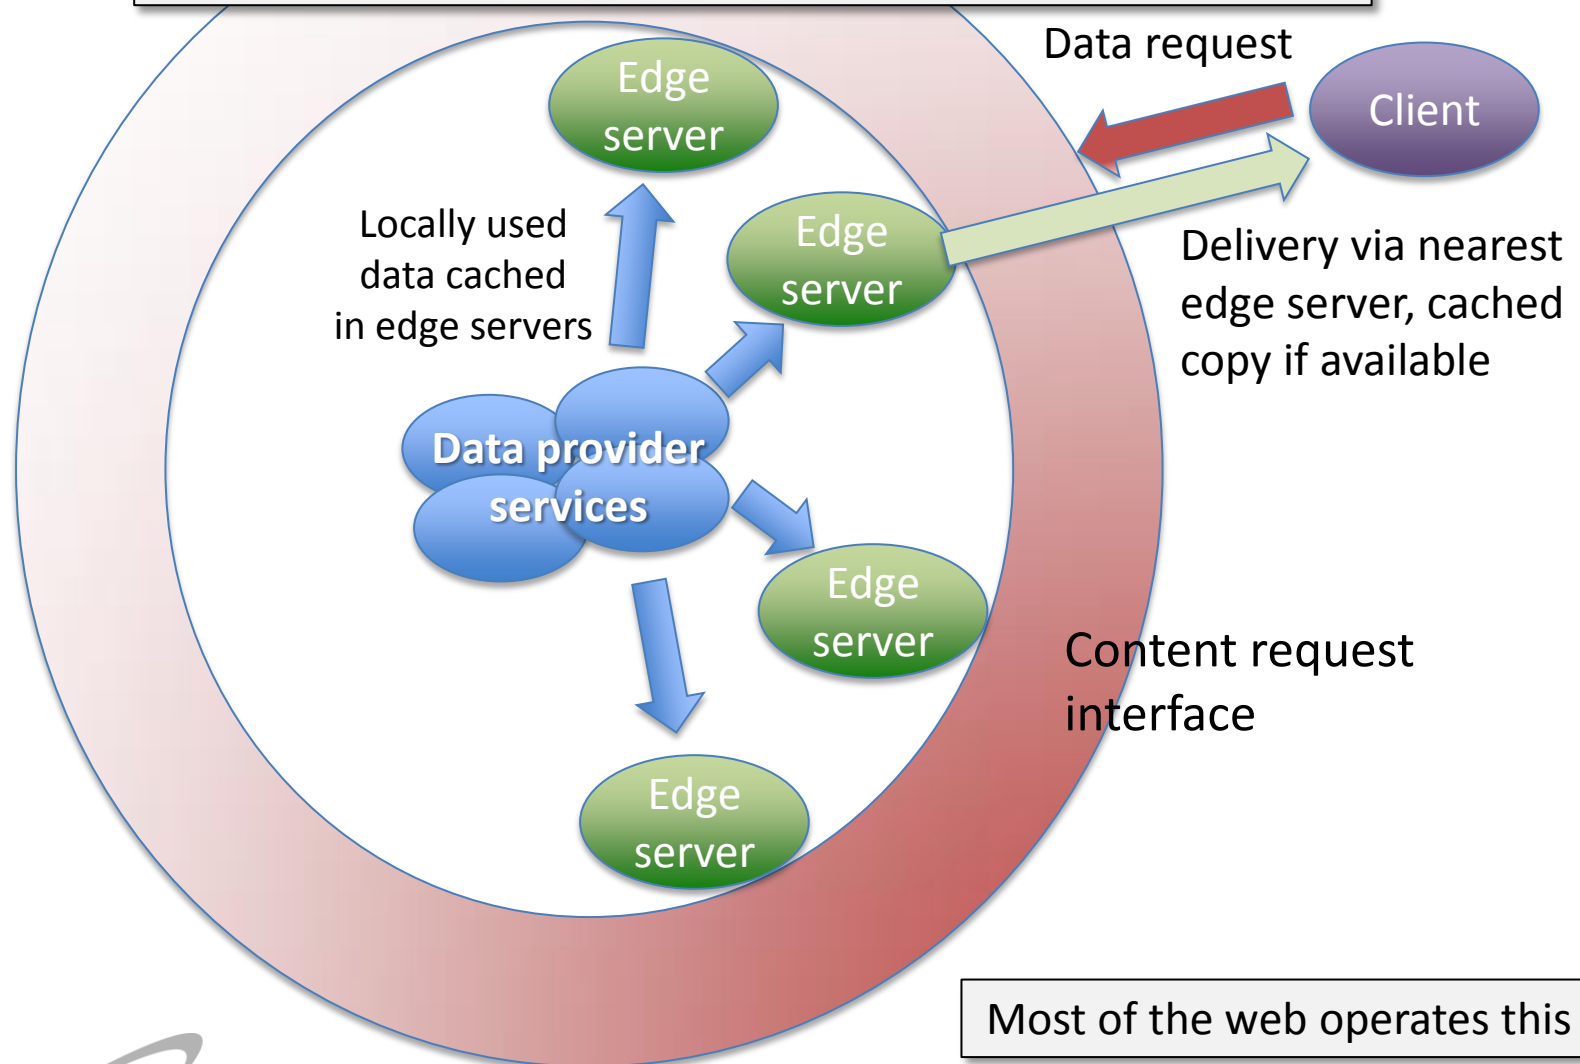 Data request
Client
Edge
server
Edge
server
Locally used
data cached
in edge servers
Delivery via nearest
edge server, cached
copy if available
Data provider
services
Edge
server
Content request
interface
Edge
server
Most of the web operates this